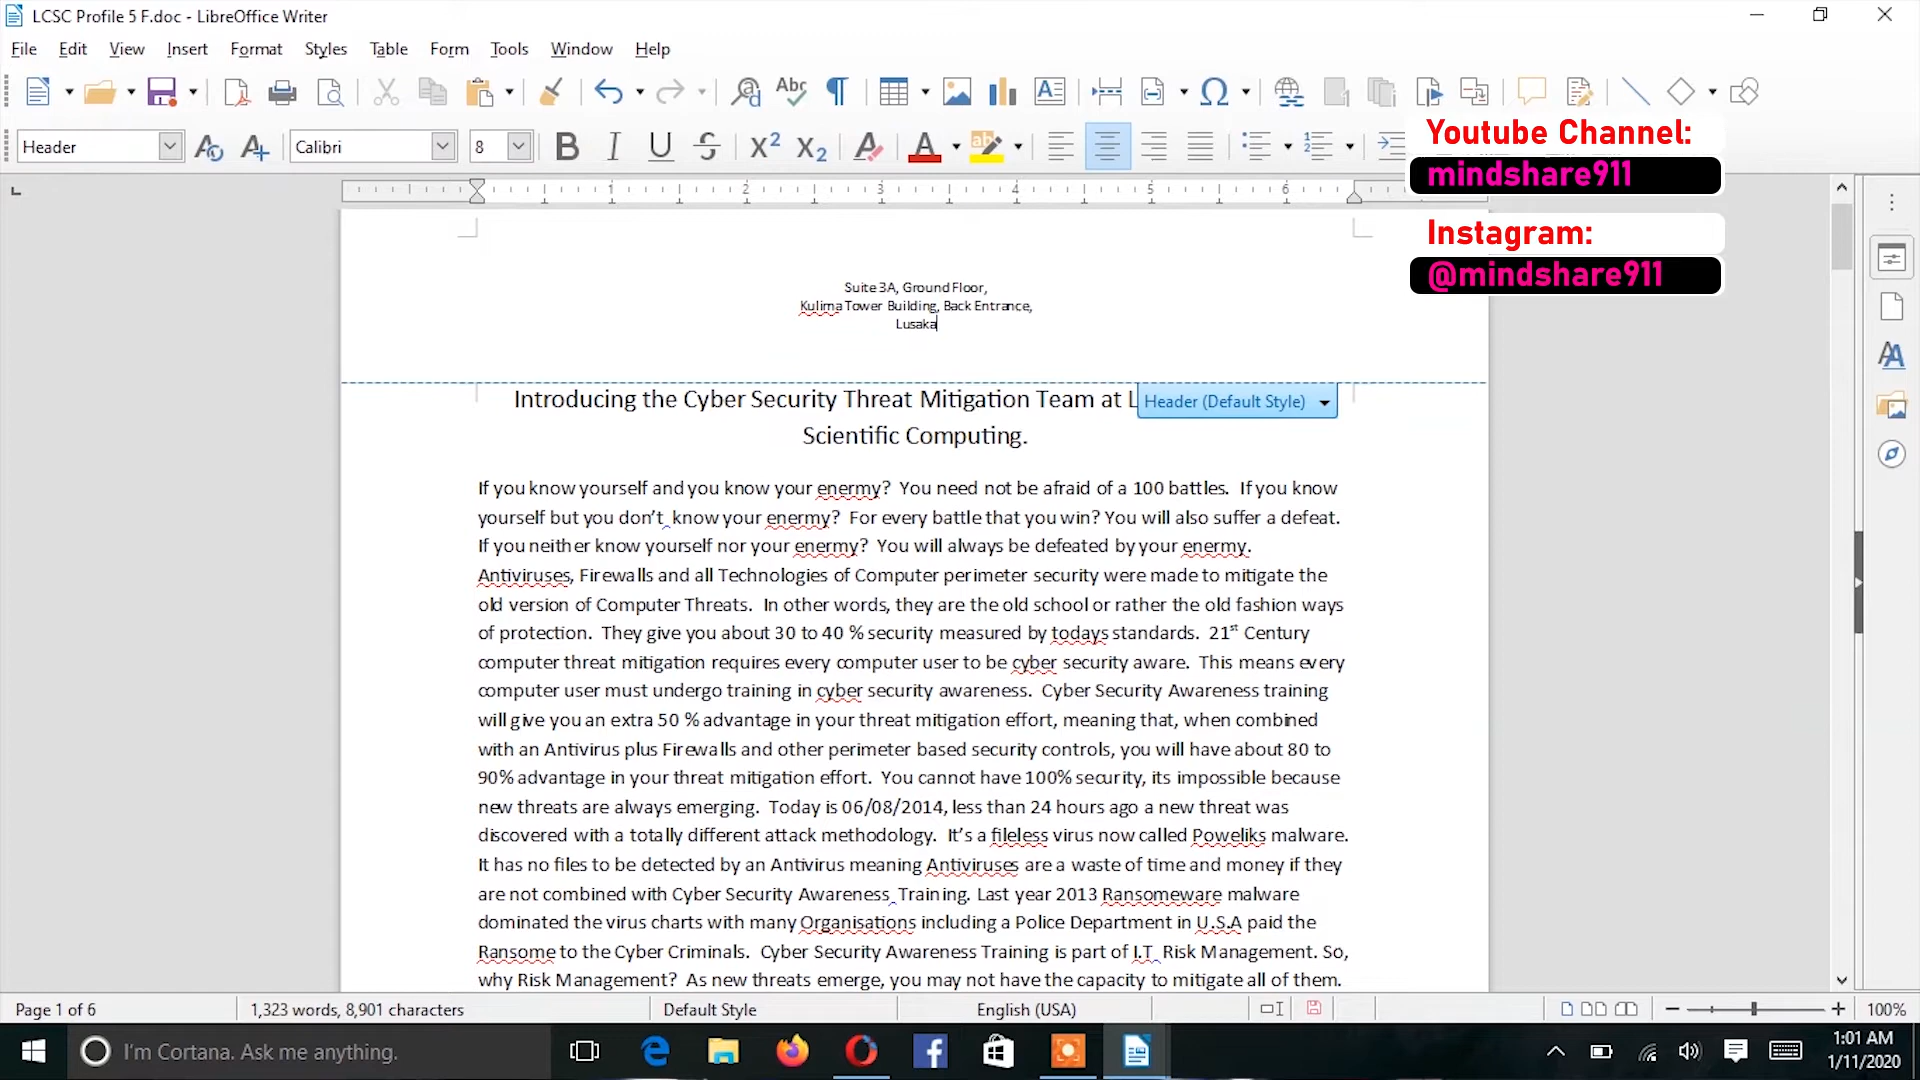 LCSC Profile 5 F.doc - LibreOffice Writer
File Edit View Insert Format Styles Table Form Tools Window Help
Header Calibri 8
Youtube Channel:
mindshare911
Instagram:
@mindshare911
1 2 3 4 5 6
Suite 3A, Ground Floor,
Kulima Tower Building, Back Entrance,
Lusaka
Introducing the Cyber Security Threat Mitigation Team at L
Header (Default Style)
Scientific Computing.
If you know yourself and you know your enermy?  You need not be afraid of a 100 battles.  If you know
yourself but you don’t  know your enermy?  For every battle that you win? You will also suffer a defeat.
If you neither know yourself nor your enermy?  You will always be defeated by your enermy.
Antiviruses, Firewalls and all Technologies of Computer perimeter security were made to mitigate the
old version of Computer Threats.  In other words, they are the old school or rather the old fashion ways
of protection.  They give you about 30 to 40 % security measured by todays standards.  21st Century
computer threat mitigation requires every computer user to be cyber security aware.  This means every
computer user must undergo training in cyber security awareness.  Cyber Security Awareness training
will give you an extra 50 % advantage in your threat mitigation effort, meaning that, when combined
with an Antivirus plus Firewalls and other perimeter based security controls, you will have about 80 to
90% advantage in your threat mitigation effort.  You cannot have 100% security, its impossible because
new threats are always emerging.  Today is 06/08/2014, less than 24 hours ago a new threat was
discovered with a totally different attack methodology.  It’s a fileless virus now called Poweliks malware.
It has no files to be detected by an Antivirus meaning Antiviruses are a waste of time and money if they
are not combined with Cyber Security Awareness  Training. Last year 2013 Ransomeware malware
dominated the virus charts with many Organisations including a Police Department in U.S.A paid the
Ransome to the Cyber Criminals.  Cyber Security Awareness Training is part of I.T  Risk Management. So,
why Risk Management?  As new threats emerge, you may not have the capacity to mitigate all of them.
Page 1 of 6 1,323 words, 8,901 characters Default Style English (USA) 100%
I'm Cortana. Ask me anything.
1:01 AM
1/11/2020